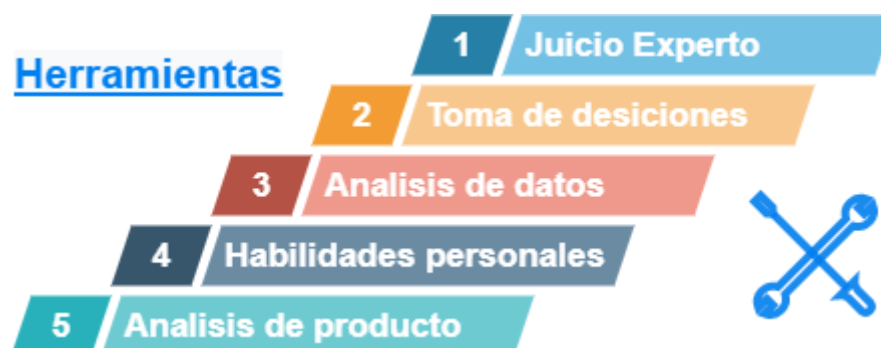 Herramientas
1 Juicio Experto
2 Toma de desiciones
3 Analisis de datos
4 Habilidades personales
5 Analisis de producto